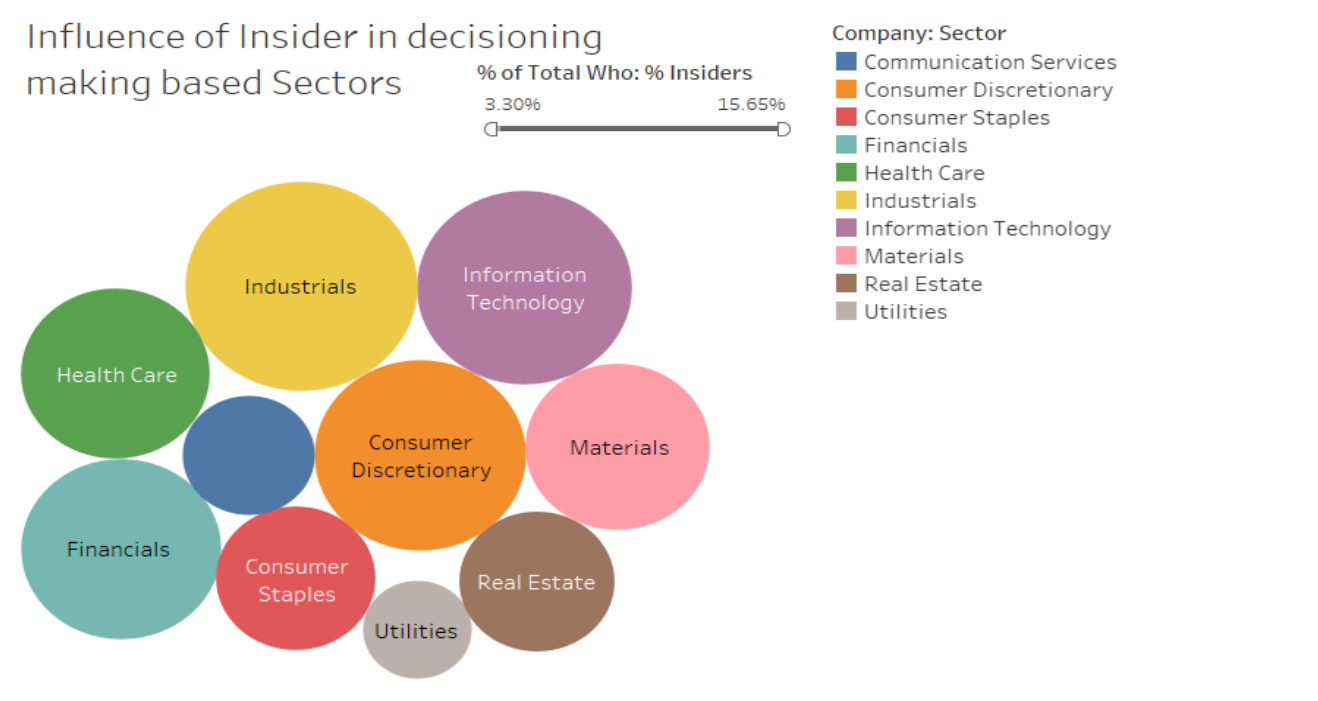 Influence of Insider in decisioning
making based Sectors
% of Total Who: % Insiders
3.30% 15.65%
Company: Sector
Communication Services
Consumer Discretionary
Consumer Staples
Financials
Health Care
Industrials
Information Technology
Materials
Real Estate
Utilities
Industrials
Information
Technology
Health Care
Consumer
Discretionary
Materials
Financials
Consumer
Staples
Real Estate
Utilities